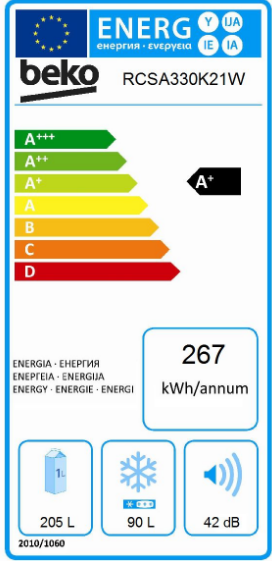 ENERG Y IJA
енергия · ενεργεια IE IA
beko RCSA330K21W
A+++
A++
A+ A+
A
B
C
D
ENERGIA · ЕНЕРГИЯ
ΕΝΕΡΓΕΙΑ · ENERGIJA
ENERGY · ENERGIE · ENERGI
267
kWh/annum
1L
205 L 90 L 42 dB
2010/1060